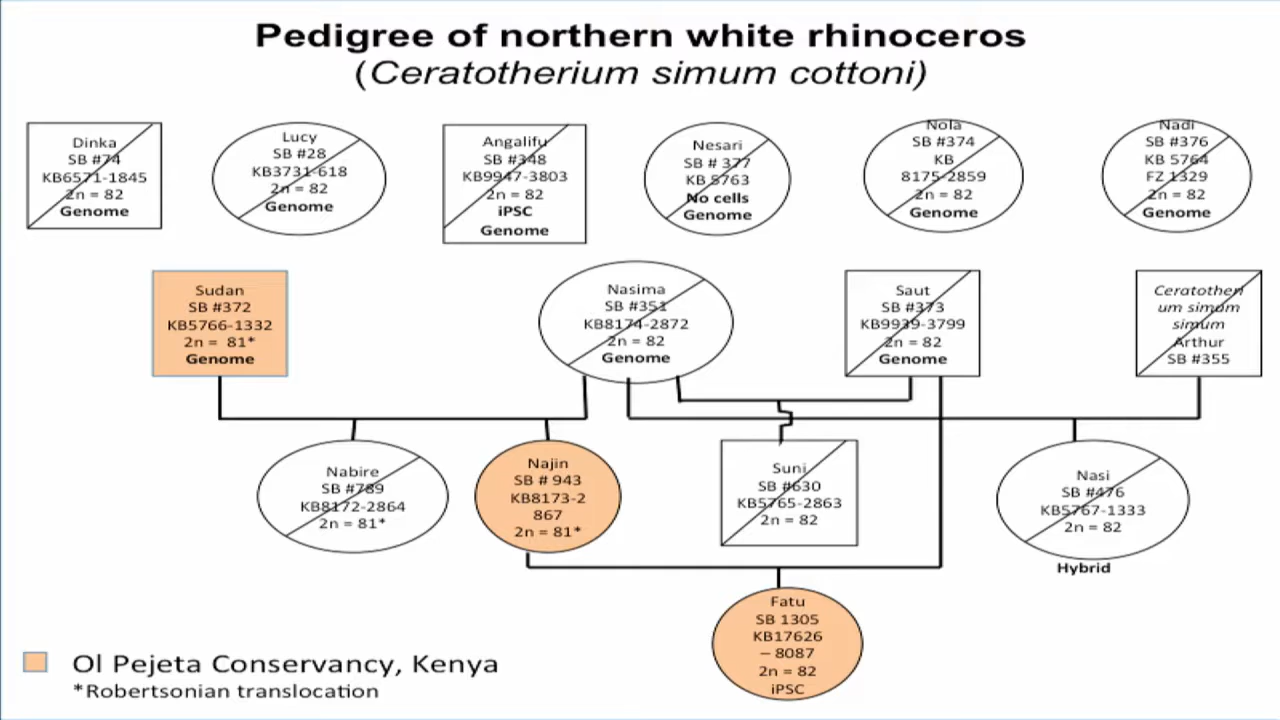 Pedigree of northern white rhinoceros
(Ceratotherium simum cottoni)
Dinka
SB #74
KB6571-1845
2n = 82
Genome
Lucy
SB #28
KB3731-618
2n = 82
Genome
Angalifu
SB #348
KB9947-3803
2n = 82
iPSC
Genome
Nesari
SB # 377
KB 5763
No cells
Genome
Nola
SB #374
KB
8175-2859
2n = 82
Genome
Nadi
SB #376
KB 5764
FZ 1329
2n = 82
Genome
Sudan
SB #372
KB5766-1332
2n = 81*
Genome
Nasima
SB #351
KB8174-2872
2n = 82
Genome
Saut
SB #373
KB9939-3799
2n = 82
Genome
Ceratotheri
um simum
simum
Arthur
SB #355
Nabire
SB #789
KB8172-2864
2n = 81*
Najin
SB # 943
KB8173-2
867
2n = 81*
Suni
SB #630
KB5765-2863
2n = 82
Nasi
SB #476
KB5767-1333
2n = 82
Hybrid
Fatu
SB 1305
KB17626
– 8087
2n = 82
iPSC
Ol Pejeta Conservancy, Kenya
*Robertsonian translocation